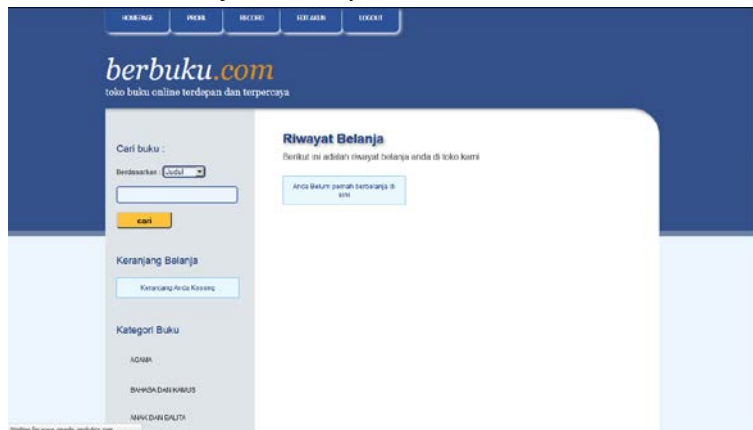 HOMEPAGE PROFIL RECORD EDIT AKUN LOGOUT
berbuku.com
toko buku online terdepan dan terpercaya
Cari buku :
Berdasarkan : Judul
cari
Keranjang Belanja
Keranjang Anda Kosong
Kategori Buku
AGAMA
BAHASA DAN KAMUS
ANAK DAN BALITA
Riwayat Belanja
Berikut ini adalah riwayat belanja anda di toko kami
Anda Belum pernah berbelanja di
sini